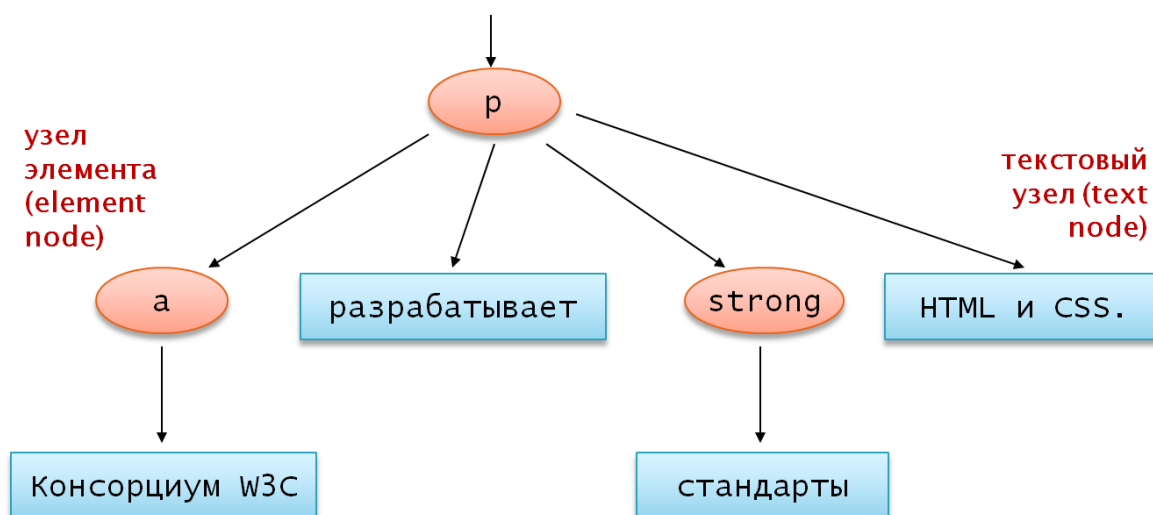 p
узел
элемента
(element
node)
текстовый
узел (text
node)
a
разрабатывает
strong
HTML и CSS.
Консорциум W3C
стандарты